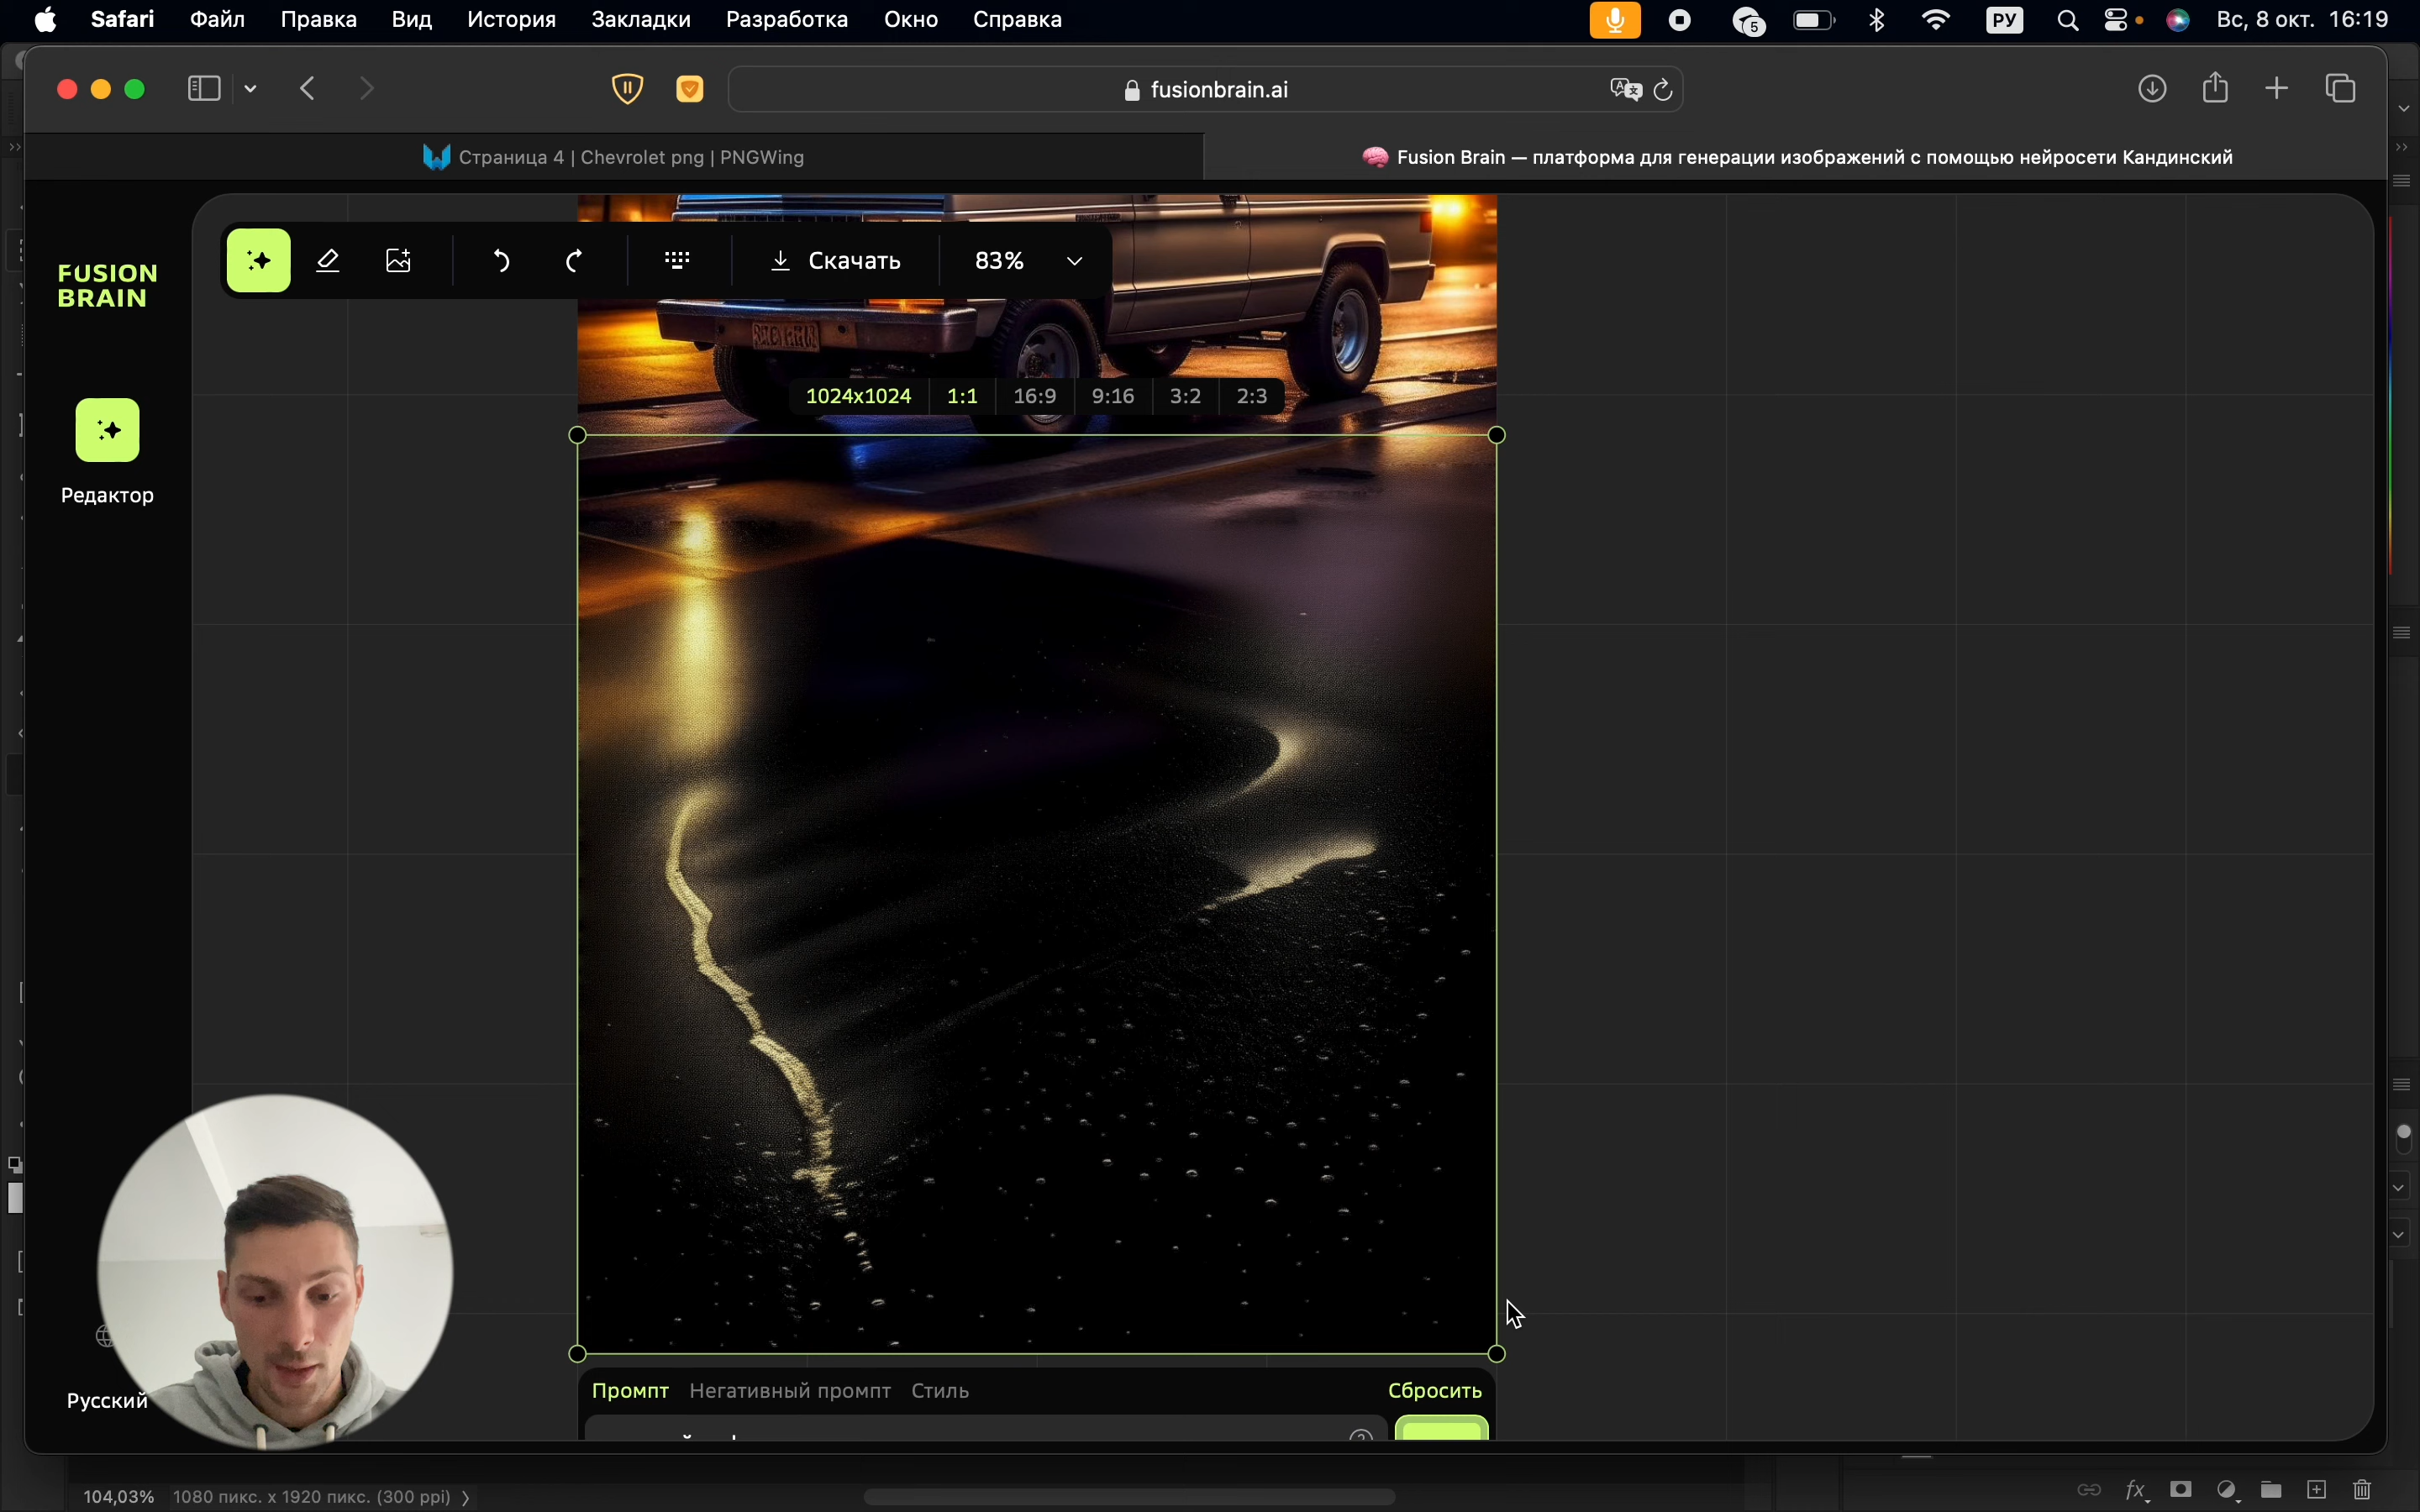 Safari Файл Правка Вид История Закладки Разработка Окно Справка 5 РУ Вс, 8 окт. 16:19
fusionbrain.ai
Страница 4 | Chevrolet png | PNGWing
Fusion Brain — платформа для генерации изображений с помощью нейросети Кандинский
FUSION
BRAIN
Скачать 83%
1024x1024 1:1 16:9 9:16 3:2 2:3
Редактор
Русский
Промпт Негативный промпт Стиль Сбросить
104,03% 1080 пикс. x 1920 пикс. (300 ppi)
fx